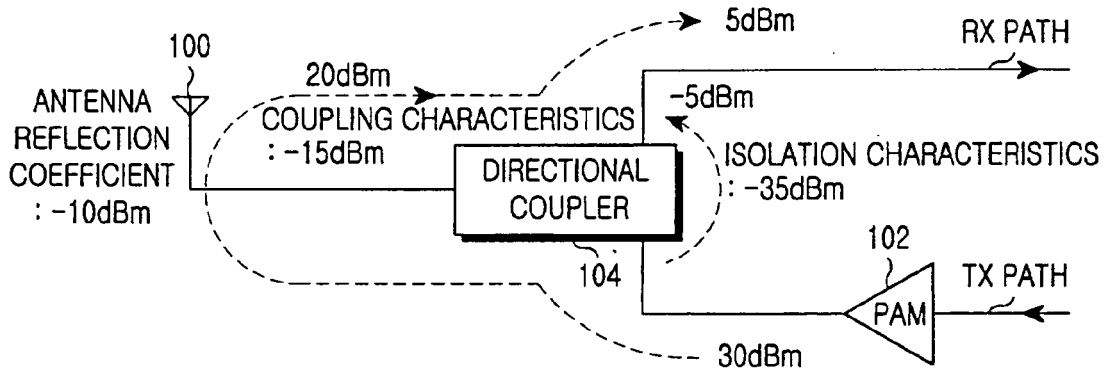 100
ANTENNA
REFLECTION
COEFFICIENT
: -10dBm
20dBm
COUPLING CHARACTERISTICS
: -15dBm
5dBm
RX PATH
-5dBm
ISOLATION CHARACTERISTICS
: -35dBm
DIRECTIONAL
COUPLER
104
102
PAM
TX PATH
30dBm